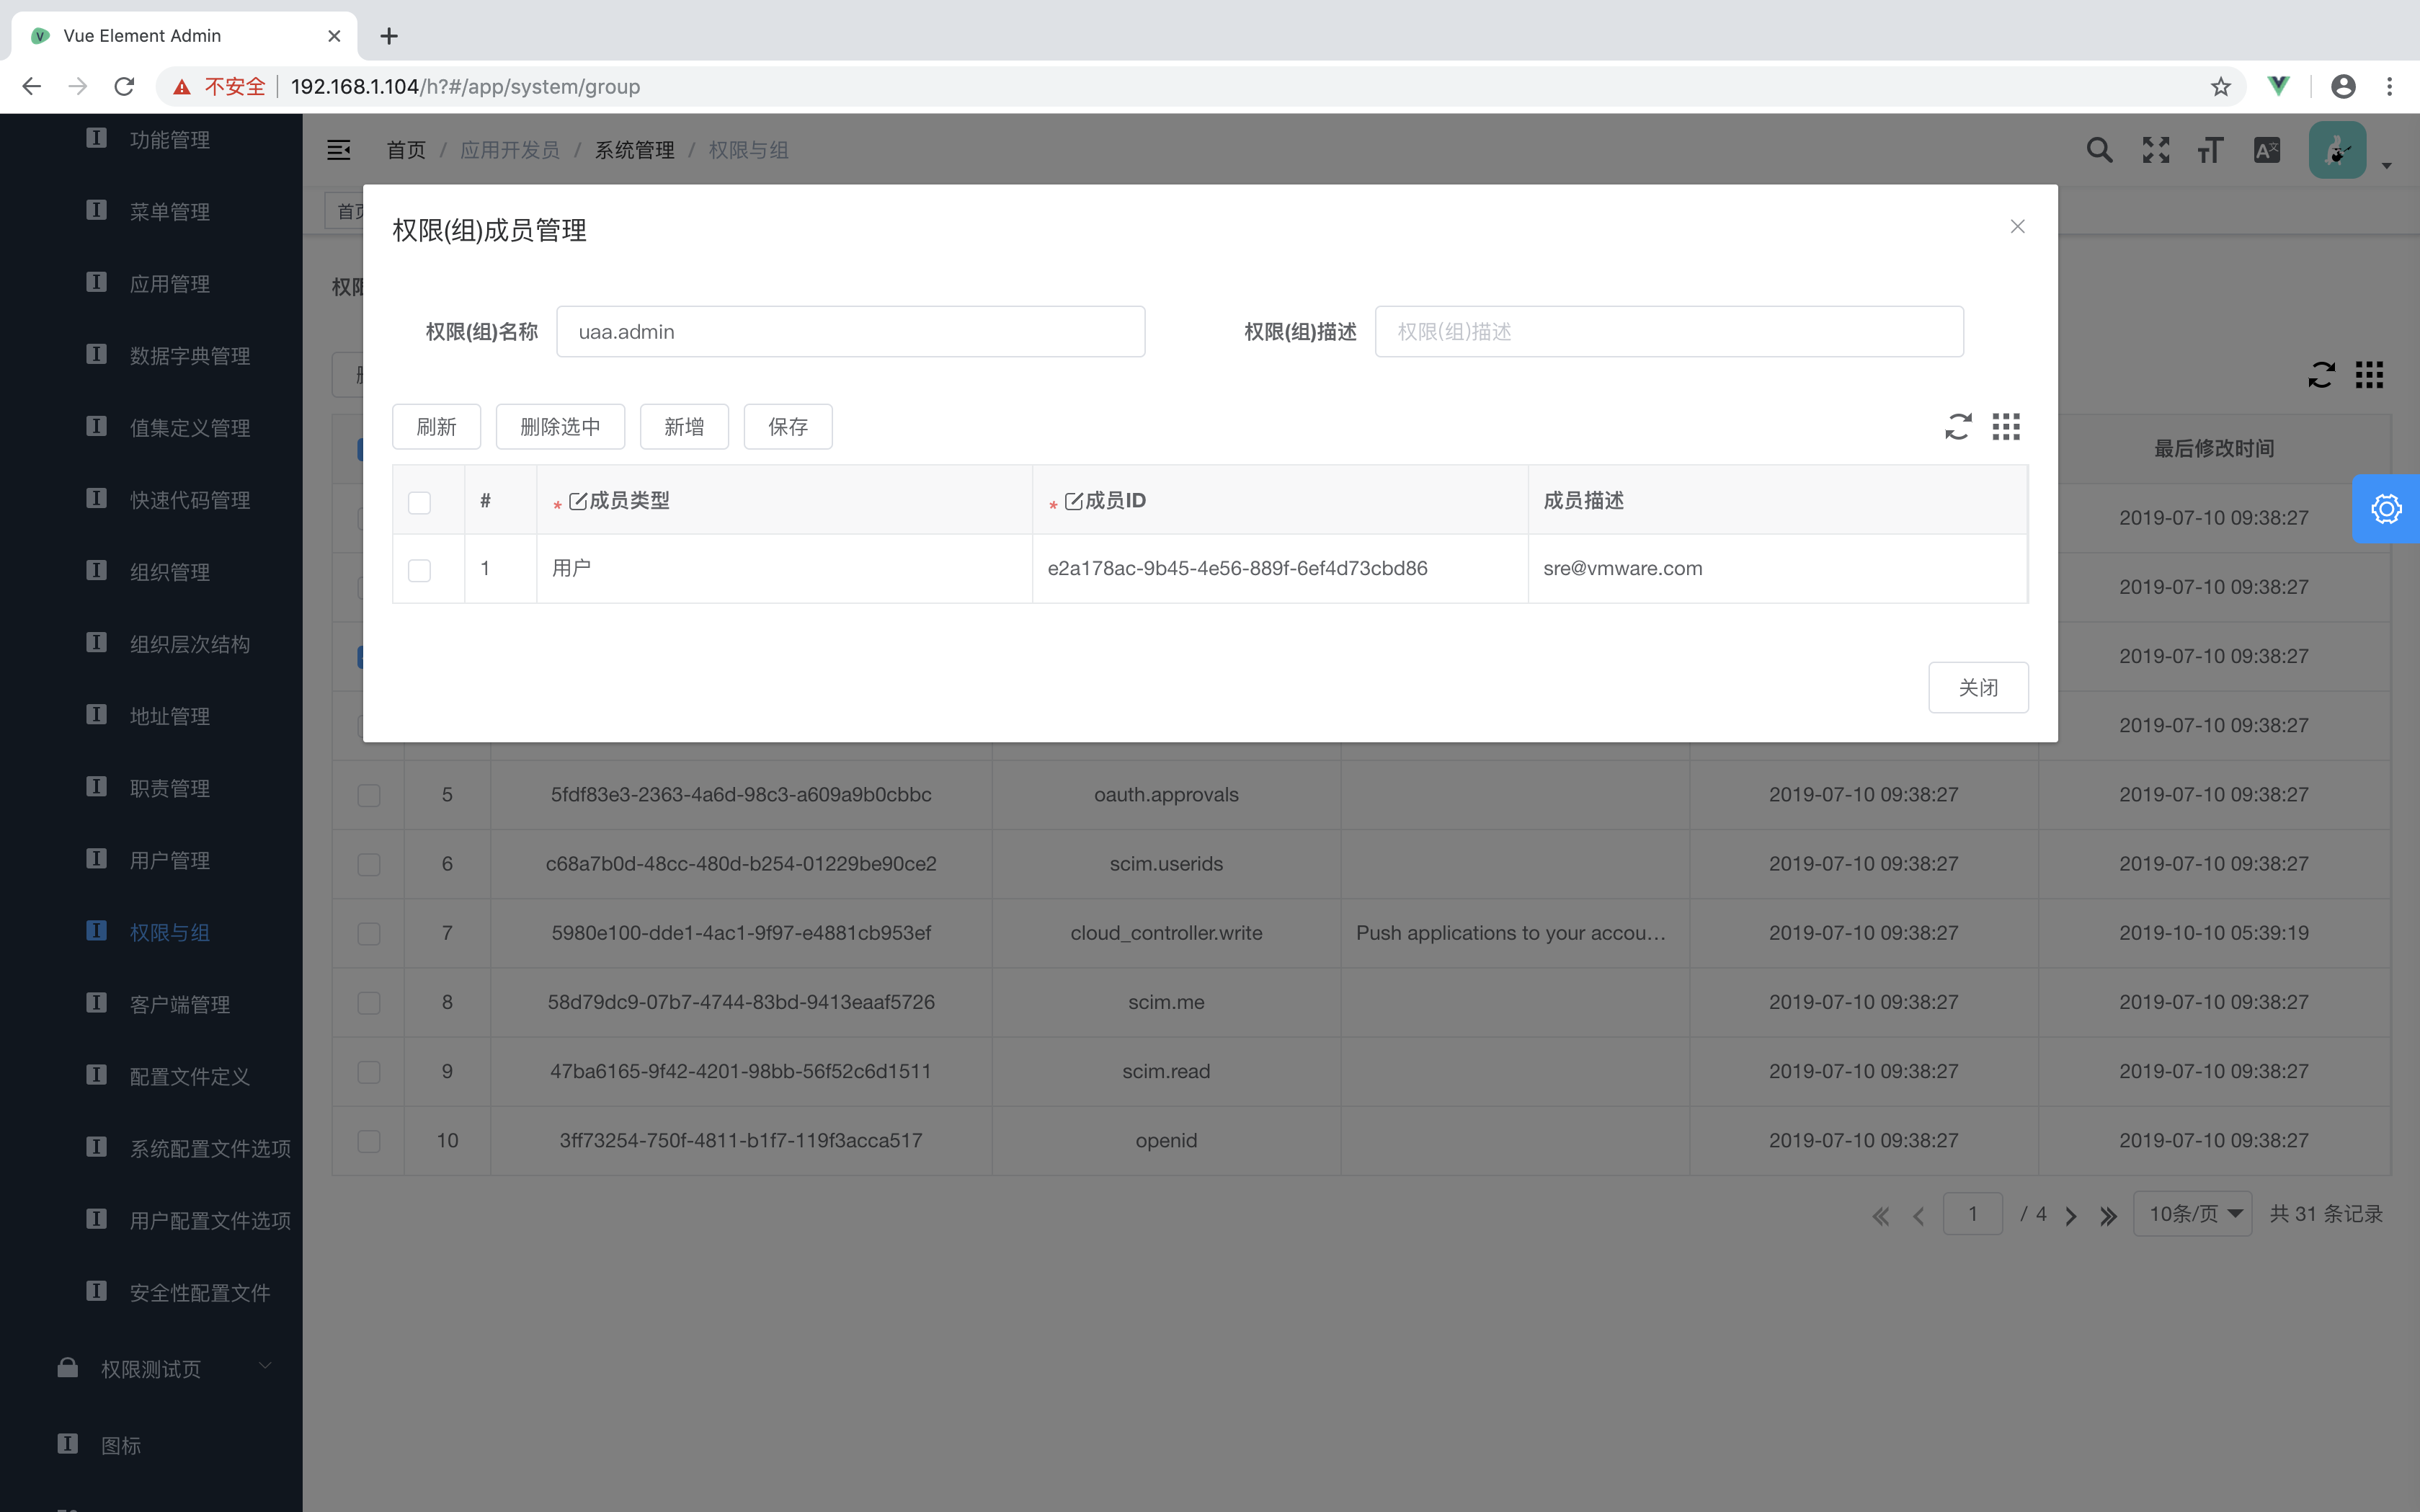 Vue Element Admin
不安全 192.168.1.104/h?#/app/system/group
功能管理
菜单管理
应用管理
数据字典管理
值集定义管理
快速代码管理
组织管理
组织层次结构
地址管理
职责管理
用户管理
权限与组
客户端管理
配置文件定义
系统配置文件选项
用户配置文件选项
安全性配置文件
权限测试页
图标
首页 / 应用开发员 / 系统管理 / 权限与组
首页
权限
权限(组)成员管理
权限(组)名称 uaa.admin 权限(组)描述 权限(组)描述
刷新 删除选中 新增 保存
# * 成员类型 * 成员ID 成员描述
1 用户 e2a178ac-9b45-4e56-889f-6ef4d73cbd86 sre@vmware.com
关闭
最后修改时间
2019-07-10 09:38:27
2019-07-10 09:38:27
2019-07-10 09:38:27
2019-07-10 09:38:27
5 5fdf83e3-2363-4a6d-98c3-a609a9b0cbbc oauth.approvals 2019-07-10 09:38:27 2019-07-10 09:38:27
6 c68a7b0d-48cc-480d-b254-01229be90ce2 scim.userids 2019-07-10 09:38:27 2019-07-10 09:38:27
7 5980e100-dde1-4ac1-9f97-e4881cb953ef cloud_controller.write Push applications to your accou... 2019-07-10 09:38:27 2019-10-10 05:39:19
8 58d79dc9-07b7-4744-83bd-9413eaaf5726 scim.me 2019-07-10 09:38:27 2019-07-10 09:38:27
9 47ba6165-9f42-4201-98bb-56f52c6d1511 scim.read 2019-07-10 09:38:27 2019-07-10 09:38:27
10 3ff73254-750f-4811-b1f7-119f3acca517 openid 2019-07-10 09:38:27 2019-07-10 09:38:27
1 / 4 10条/页 共 31 条记录